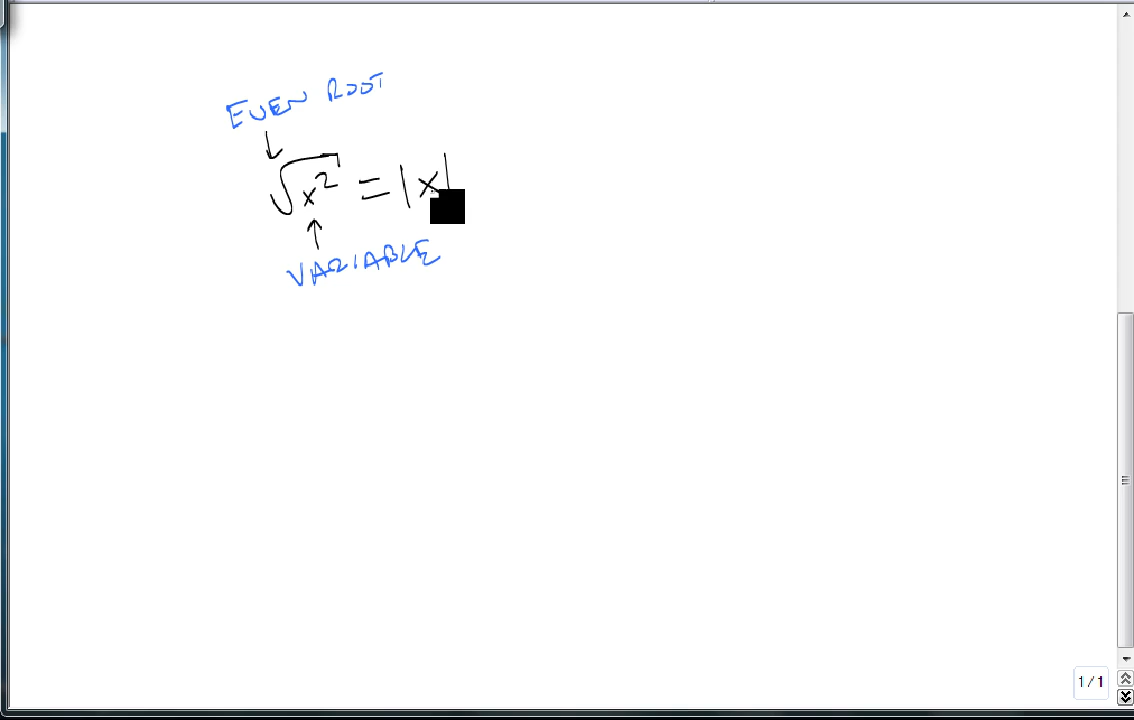 EVEN ROOT
√x² = |x|
VARIABLE
1/1